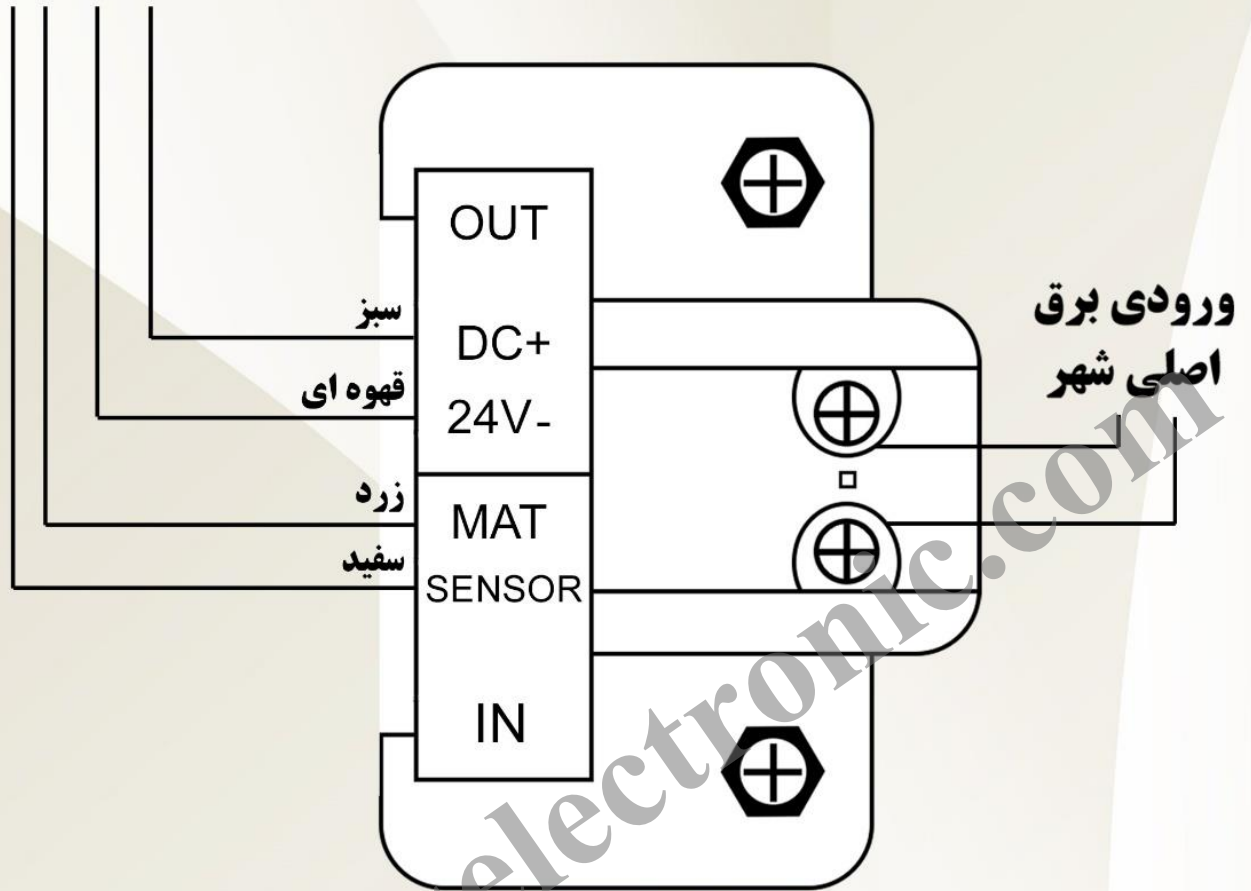 OUT
سبز
DC+
قهوه ای
24V-
زرد
MAT
سفید
SENSOR
IN
ورودی برق
اصلی شهر
electronic.com